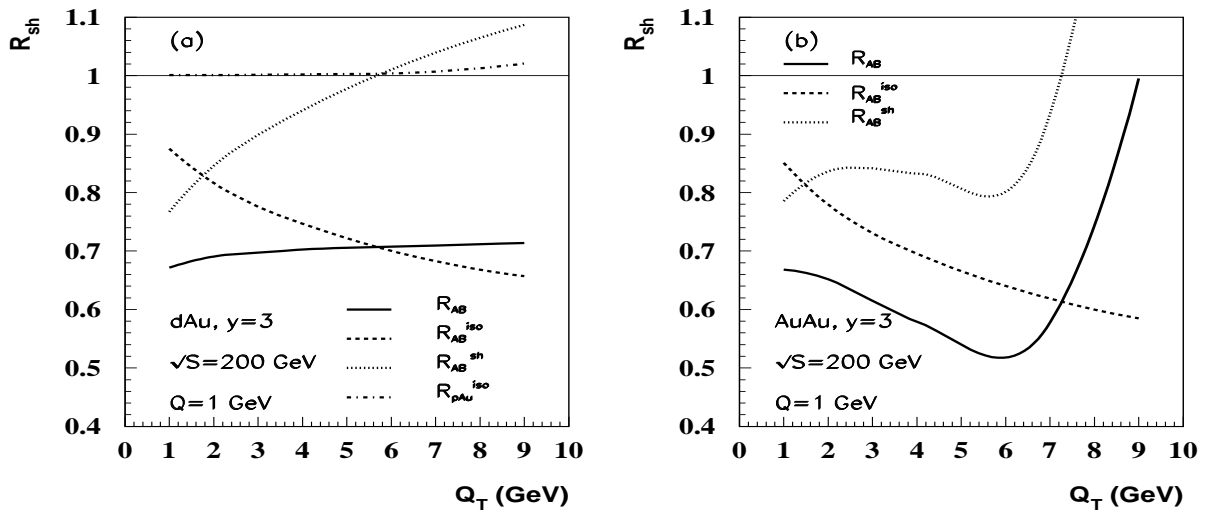 R_sh
1.1
1
0.9
0.8
0.7
0.6
0.5
0.4
(a)
dAu, y=3
√S=200 GeV
Q=1 GeV
R_AB
R_AB^iso
R_AB^sh
R_pAu^iso
0 1 2 3 4 5 6 7 8 9 10
Q_T (GeV)
R_sh
1.1
1
0.9
0.8
0.7
0.6
0.5
0.4
(b)
R_AB
R_AB^iso
R_AB^sh
AuAu, y=3
√S=200 GeV
Q=1 GeV
0 1 2 3 4 5 6 7 8 9 10
Q_T (GeV)